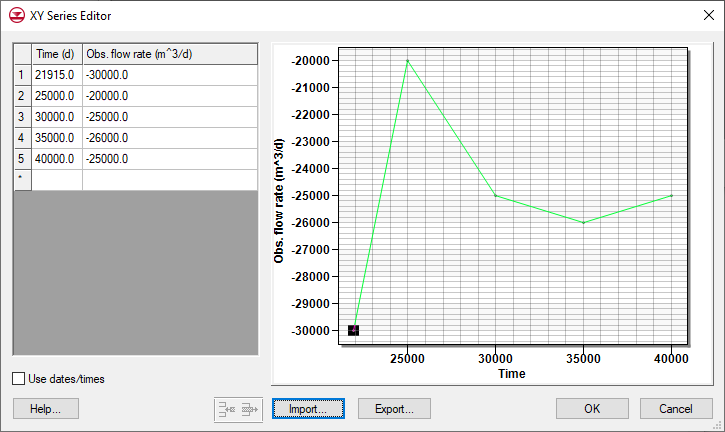 XY Series Editor
Time (d) Obs. flow rate (m^3/d)
1 21915.0 -30000.0
2 25000.0 -20000.0
3 30000.0 -25000.0
4 35000.0 -26000.0
5 40000.0 -25000.0
*
Obs. flow rate (m^3/d)
-20000
-21000
-22000
-23000
-24000
-25000
-26000
-27000
-28000
-29000
-30000
25000 30000 35000 40000
Time
Use dates/times
Help... Import... Export... OK Cancel